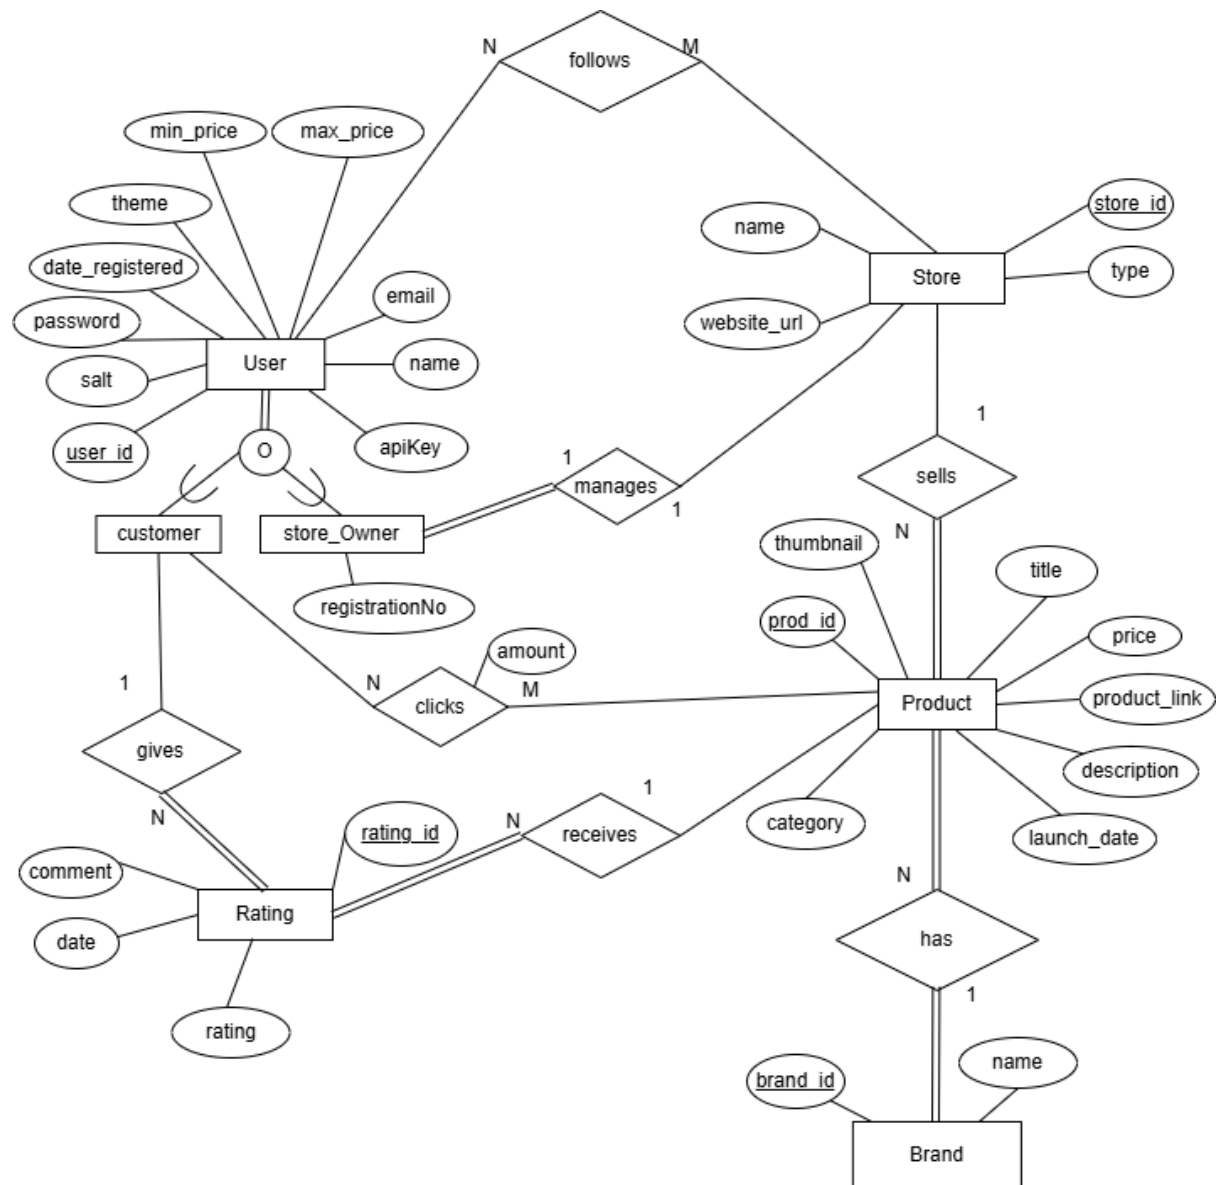 N
follows
M
min_price
max_price
theme
store_id
name
date_registered
Store
type
email
password
website_url
User
name
salt
1
user_id
O
apiKey
1
manages
sells
1
customer
store_Owner
N
thumbnail
title
registrationNo
prod_id
price
amount
1
N
M
clicks
Product
product_link
gives
description
1
N
N
receives
rating_id
category
launch_date
comment
N
Rating
date
has
1
rating
name
brand_id
Brand